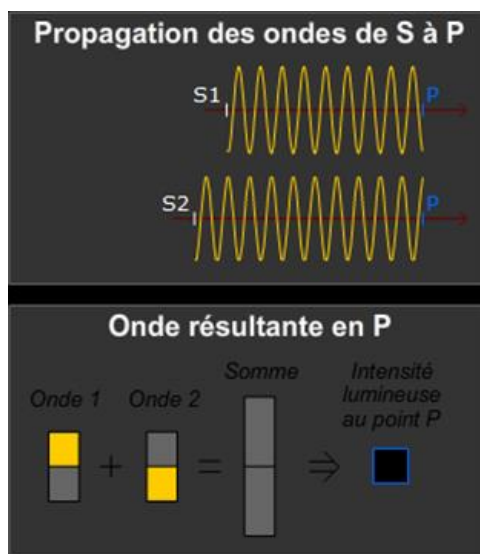 Propagation des ondes de S à P
S1 P
S2 P
Onde résultante en P
Onde 1 + Onde 2 = Somme ⇒ Intensité
lumineuse
au point P